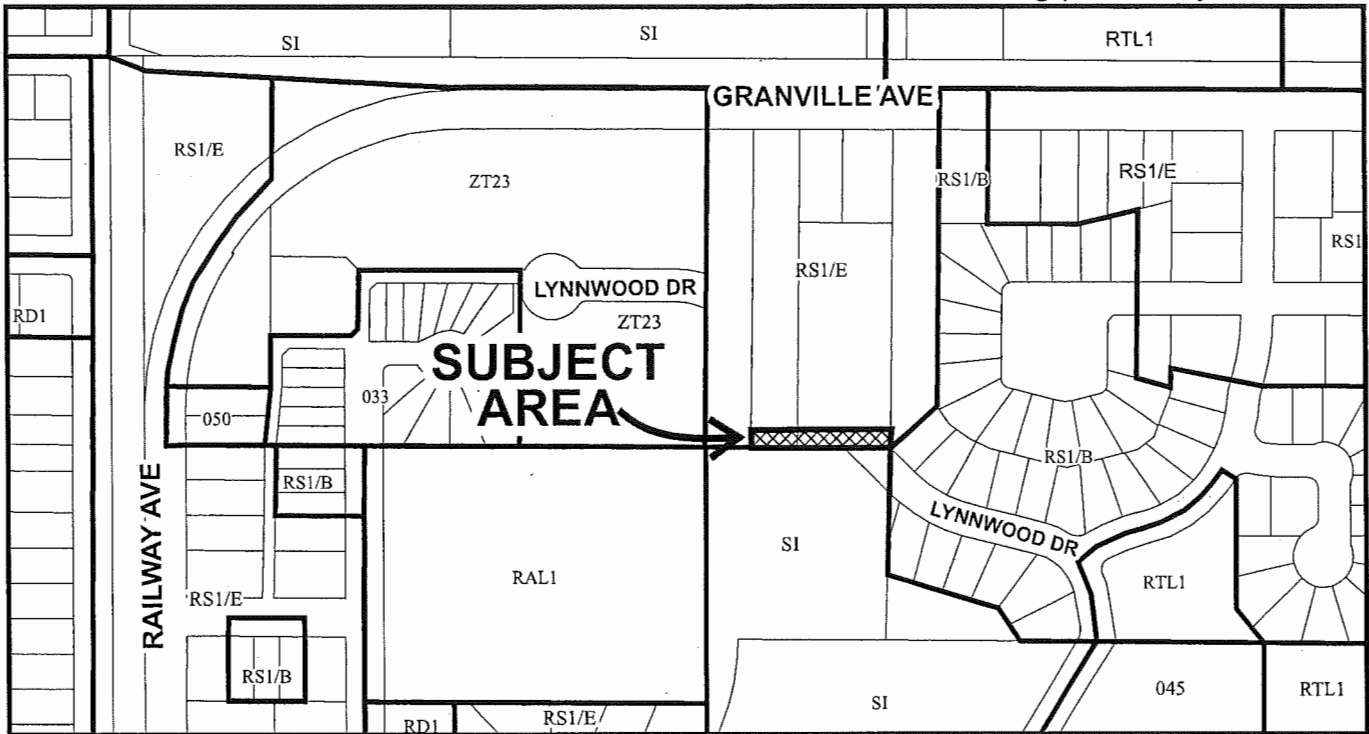 SI
SI
RTL1
GRANVILLE AVE
RS1/E
ZT23
RS1/B
RS1/E
RS1/E
RS1
LYNNWOOD DR
ZT23
RD1
SUBJECT
AREA
033
050
RS1/B
RS1/B
LYNNWOOD DR
SI
RAILWAY AVE
RAL1
RTL1
RS1/E
RS1/B
SI
045
RTL1
RD1
RS1/E